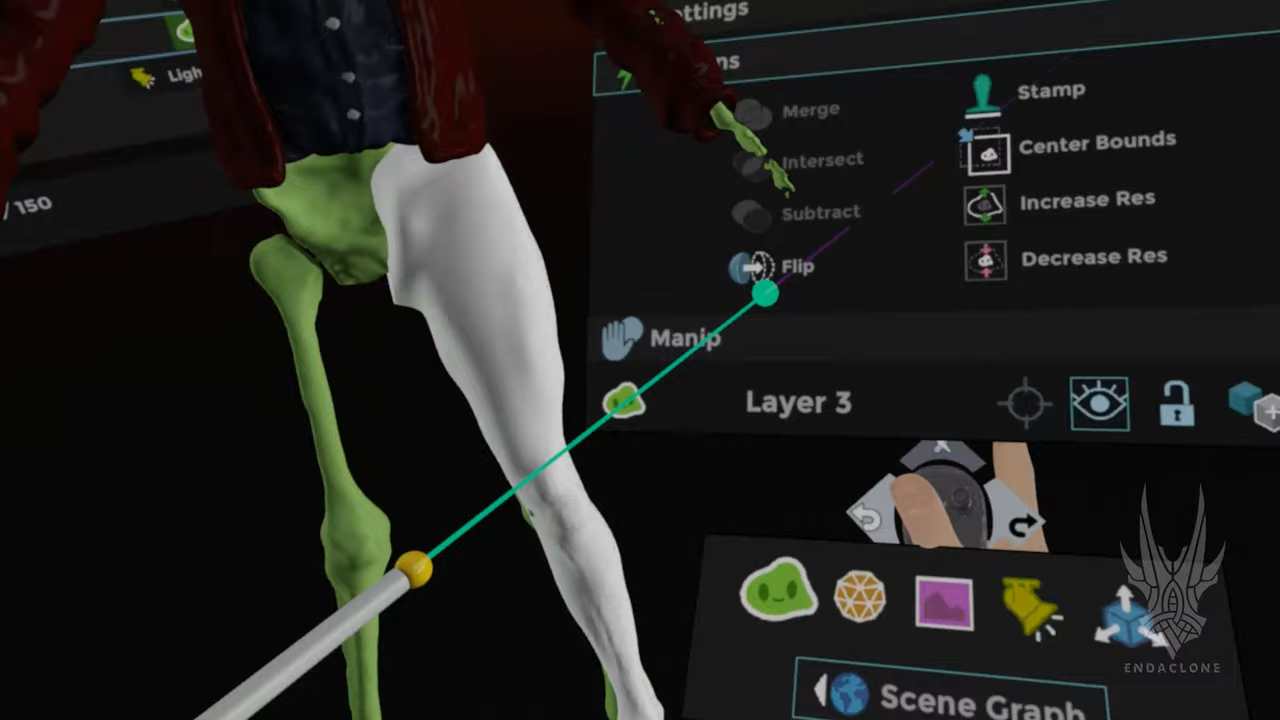 ettings
ns
Ligh
/ 150
Merge
Stamp
Intersect
Center Bounds
Subtract
Increase Res
Flip
Decrease Res
Manip
Layer 3
Scene Graph
ENDACLONE